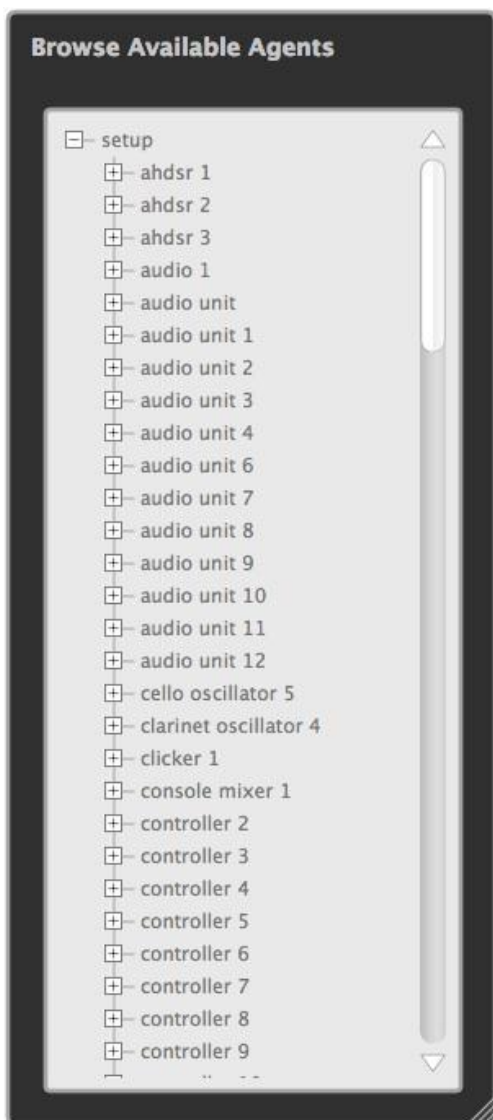 Browse Available Agents
setup
ahdsr 1
ahdsr 2
ahdsr 3
audio 1
audio unit
audio unit 1
audio unit 2
audio unit 3
audio unit 4
audio unit 6
audio unit 7
audio unit 8
audio unit 9
audio unit 10
audio unit 11
audio unit 12
cello oscillator 5
clarinet oscillator 4
clicker 1
console mixer 1
controller 2
controller 3
controller 4
controller 5
controller 6
controller 7
controller 8
controller 9